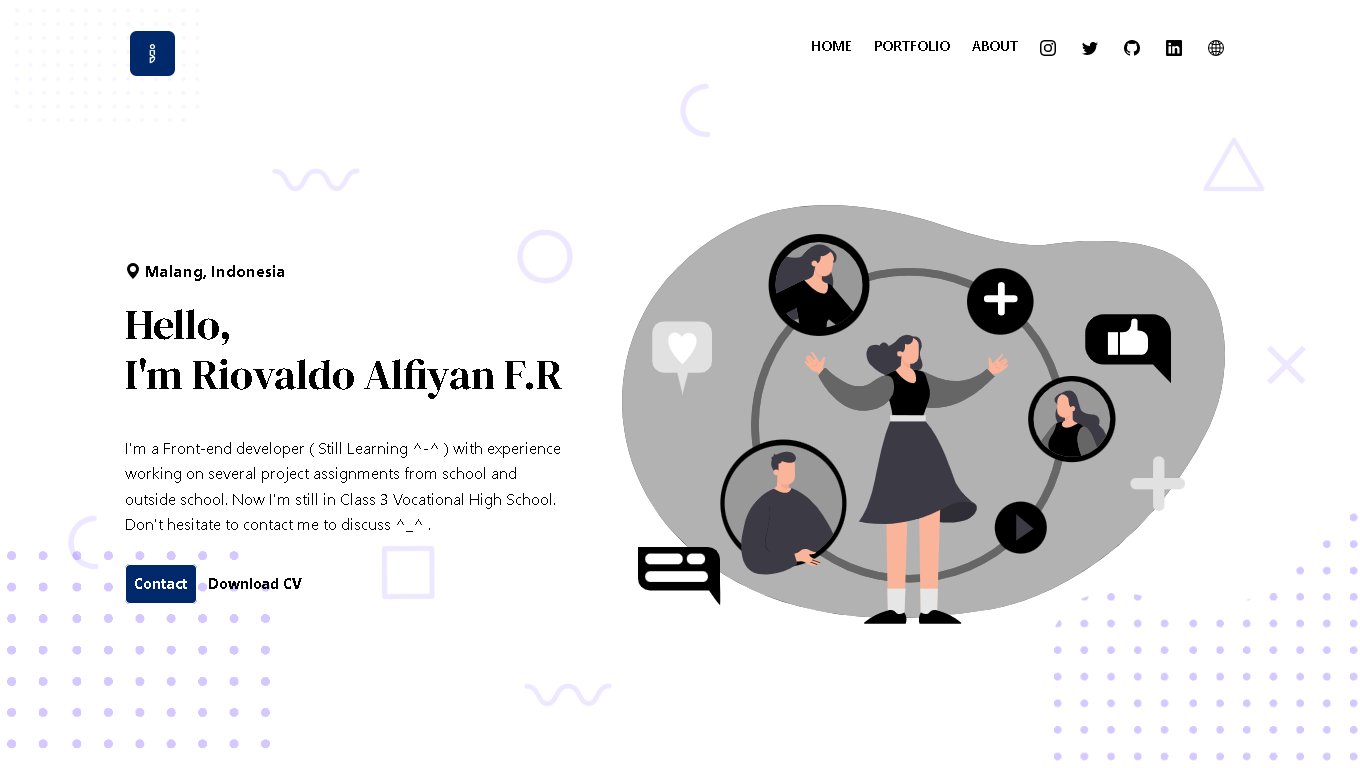 HOME PORTFOLIO ABOUT
Malang, Indonesia
Hello,
I'm Riovaldo Alfiyan F.R
I'm a Front-end developer ( Still Learning ^-^ ) with experience
working on several project assignments from school and
outside school. Now I'm still in Class 3 Vocational High School.
Don't hesitate to contact me to discuss ^_^ .
Contact Download CV